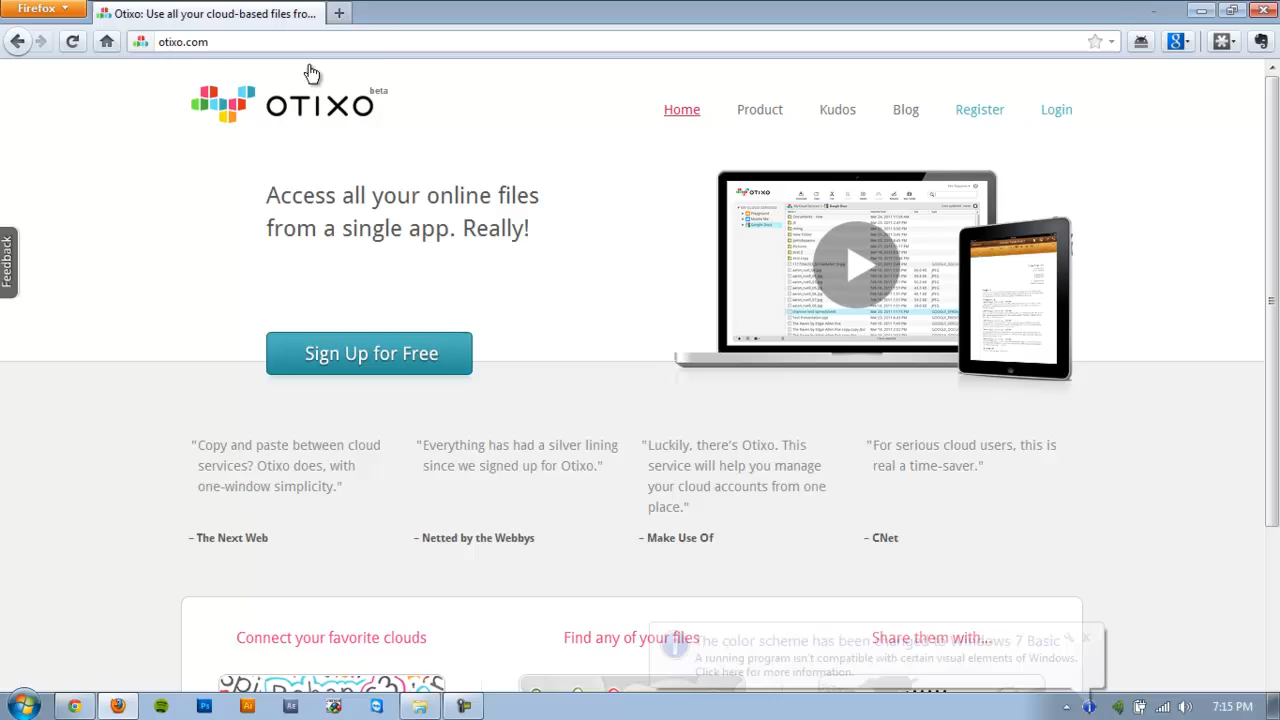 Firefox
Otixo: Use all your cloud-based files fro...
otixo.com
OTIXO beta
Home Product Kudos Blog Register Login
Access all your online files
from a single app. Really!
Feedback
Sign Up for Free
"Copy and paste between cloud
services? Otixo does, with
one-window simplicity."
– The Next Web
"Everything has had a silver lining
since we signed up for Otixo."
– Netted by the Webbys
"Luckily, there's Otixo. This
service will help you manage
your cloud accounts from one
place."
– Make Use Of
"For serious cloud users, this is
real a time-saver."
– CNet
Connect your favorite clouds
Find any of your files
Share them with...
The color scheme has been changed to Windows 7 Basic
A running program isn't compatible with certain visual elements of Windows.
Click here for more information.
7:15 PM